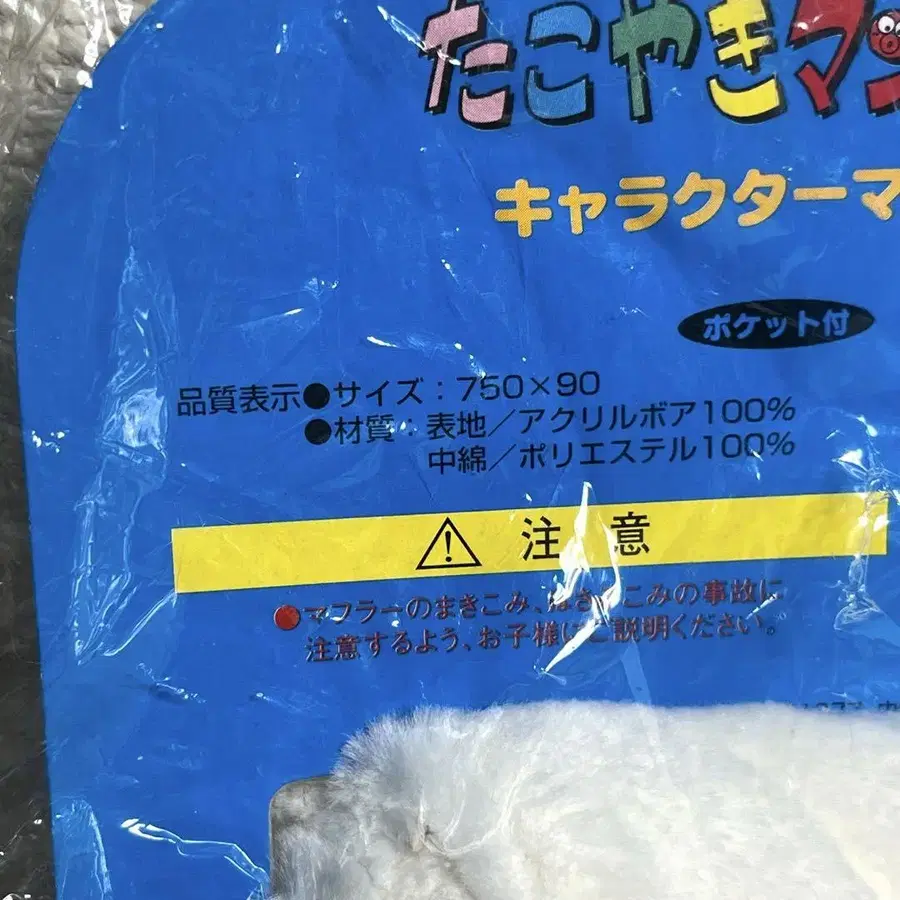 たこやきマン
キャラクターマ
ポケット付
品質表示●サイズ：750×90
●材質：表地／アクリルボア100%
中綿／ポリエステル100%
注 意
●マフラーのまきこみ、はさみこみの事故に
注意するよう、お子様にご説明ください。